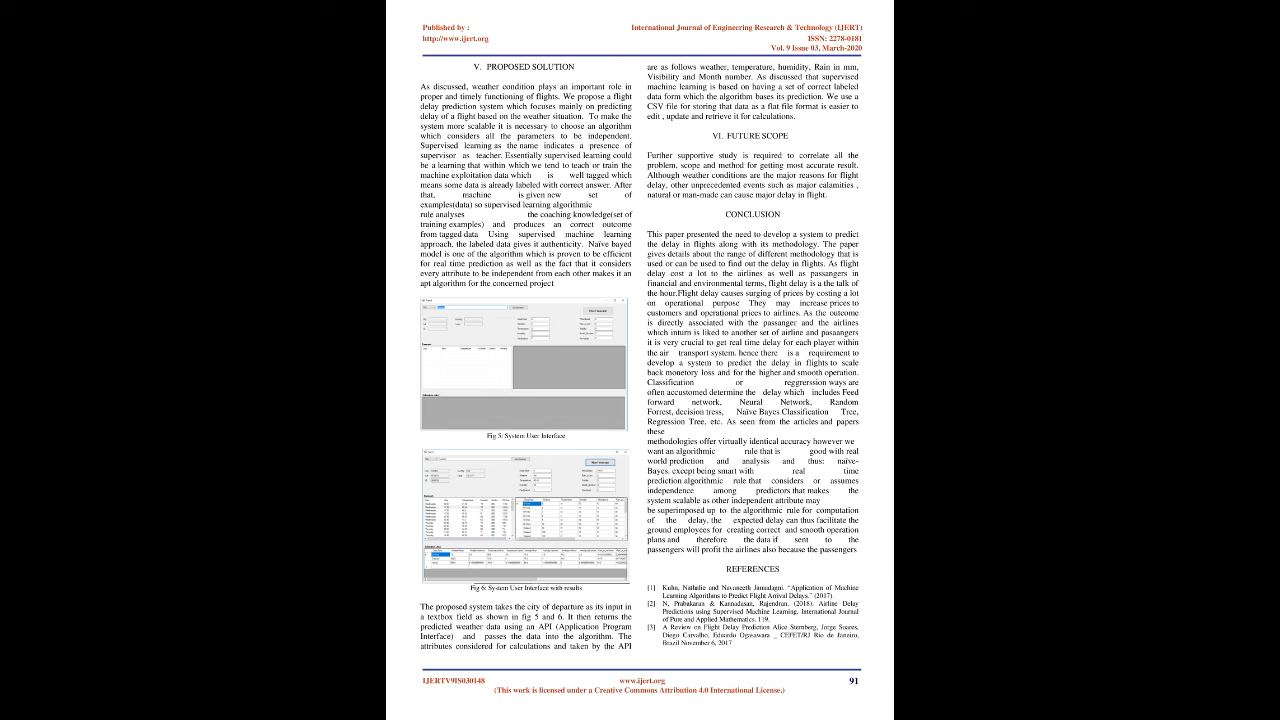 Published by :
http://www.ijert.org
International Journal of Engineering Research & Technology (IJERT)
ISSN: 2278-0181
Vol. 9 Issue 03, March-2020
V. PROPOSED SOLUTION
As discussed, weather condition plays an important role in
proper and timely functioning of flights. We propose a flight
delay prediction system which focuses mainly on predicting
delay of a flight based on the weather situation. To make the
system more scalable it is necessary to choose an algorithm
which considers all the parameters to be independent.
Supervised learning as the name indicates a presence of
supervisor as teacher. Essentially supervised learning could
be a learning that within which we tend to teach or train the
machine exploitation data which is well tagged which
means some data is already labeled with correct answer. After
that, machine is given new set of
examples(data) so supervised learning algorithmic
rule analyses the coaching knowledge(set of
training examples) and produces an correct outcome
from tagged data Using supervised machine learning
approach, the labeled data gives it authenticity. Naïve bayed
model is one of the algorithm which is proven to be efficient
for real time prediction as well as the fact that it considers
every attribute to be independent from each other makes it an
apt algorithm for the concerned project
Fig 5: System User Interface
Fig 6: System User Interface with results
The proposed system takes the city of departure as its input in
a textbox field as shown in fig 5 and 6. It then returns the
predicted weather data using an API (Application Program
Interface) and passes the data into the algorithm. The
attributes considered for calculations and taken by the API
are as follows weather, temperature, humidity, Rain in mm,
Visibility and Month number. As discussed that supervised
machine learning is based on having a set of correct labeled
data form which the algorithm bases its prediction. We use a
CSV file for storing that data as a flat file format is easier to
edit , update and retrieve it for calculations.
VI. FUTURE SCOPE
Further supportive study is required to correlate all the
problem, scope and method for getting most accurate result.
Although weather conditions are the major reasons for flight
delay, other unprecedented events such as major calamities ,
natural or man-made can cause major delay in flight.
CONCLUSION
This paper presented the need to develop a system to predict
the delay in flights along with its methodology. The paper
gives details about the range of different methodology that is
used or can be used to find out the delay in flights. As flight
delay cost a lot to the airlines as well as passengers in
financial and environmental terms, flight delay is a the talk of
the hour.Flight delay causes surging of prices by costing a lot
on operational purpose They may increase prices to
customers and operational prices to airlines. As the outcome
is directly associated with the passanger and the airlines
which inturn is liked to another set of airline and pasaangers
it is very crucial to get real time delay for each player within
the air transport system. hence there is a requirement to
develop a system to predict the delay in flights to scale
back monetary loss and for the higher and smooth operation.
Classification or reggrerssion ways are
often accustomed determine the delay which includes Feed
forward network, Neural Network, Random
Forrest, decision tress, Naïve Bayes Classification Tree,
Regression Tree, etc. As seen from the articles and papers
these
methodologies offer virtually identical accuracy however we
want an algorithmic rule that is good with real
world prediction and analysis and thus: naïve-
Bayes. except being smart with real time
prediction algorithmic rule that considers or assumes
independence among predictors that makes the
system scalable as other independent attribute may
be superimposed up to the algorithmic rule for computation
of the delay. the expected delay can thus facilitate the
ground employees for creating correct and smooth operation
plans and therefore the data if sent to the
passengers will profit the airlines also because the passengers
REFERENCES
[1] Kuhn, Nathalie and Navaneeth Jamadagni. "Application of Machine
Learning Algorithms to Predict Flight Arrival Delays." (2017).
[2] N, Prabakaran & Kannadasan, Rajendran. (2018). Airline Delay
Predictions using Supervised Machine Learning. International Journal
of Pure and Applied Mathematics. 119.
[3] A Review on Flight Delay Prediction Alice Sternberg, Jorge Soares,
Diego Carvalho, Eduardo Ogasawara _ CEFET/RJ Rio de Janeiro,
Brazil November 6, 2017
IJERTV9IS030148
www.ijert.org
91
(This work is licensed under a Creative Commons Attribution 4.0 International License.)